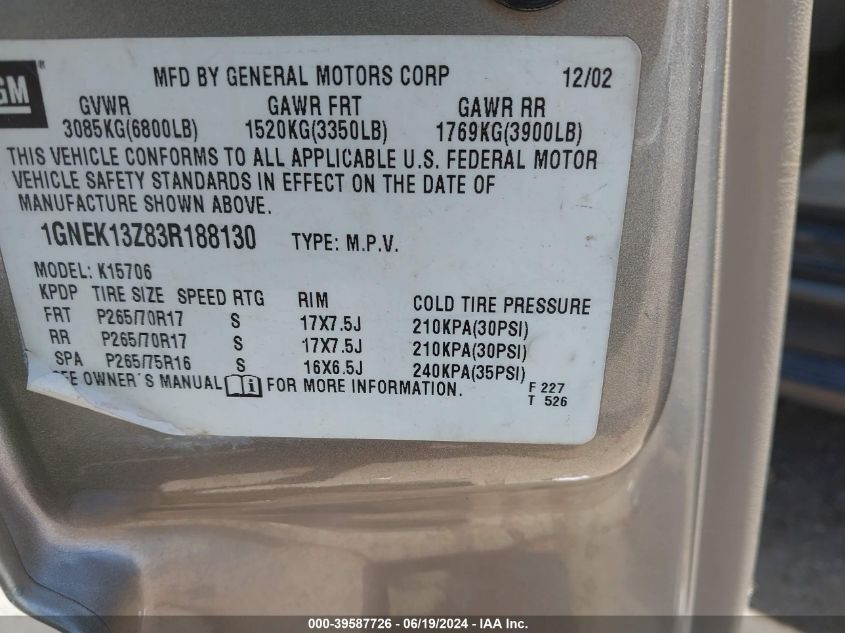 GM ®
MFD BY GENERAL MOTORS CORP 12/02
GVWR GAWR FRT GAWR RR
3085KG(6800LB) 1520KG(3350LB) 1769KG(3900LB)
THIS VEHICLE CONFORMS TO ALL APPLICABLE U.S. FEDERAL MOTOR
VEHICLE SAFETY STANDARDS IN EFFECT ON THE DATE OF
MANUFACTURE SHOWN ABOVE.
1GNEK13Z83R188130 TYPE: M.P.V.
MODEL: K15706
KPDP TIRE SIZE SPEED RTG RIM COLD TIRE PRESSURE
FRT P265/70R17 S 17X7.5J 210KPA(30PSI)
RR P265/70R17 S 17X7.5J 210KPA(30PSI)
SPA P265/75R16 S 16X6.5J 240KPA(35PSI)
SEE OWNER'S MANUAL FOR MORE INFORMATION. F 227
T 526
000-39587726 - 06/19/2024 - IAA Inc.